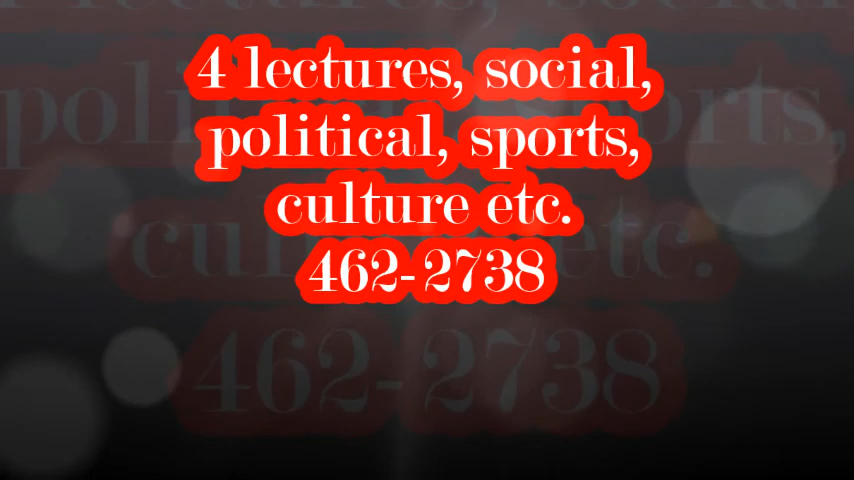 4 lectures, social,
political, sports,
culture etc.
462-2738